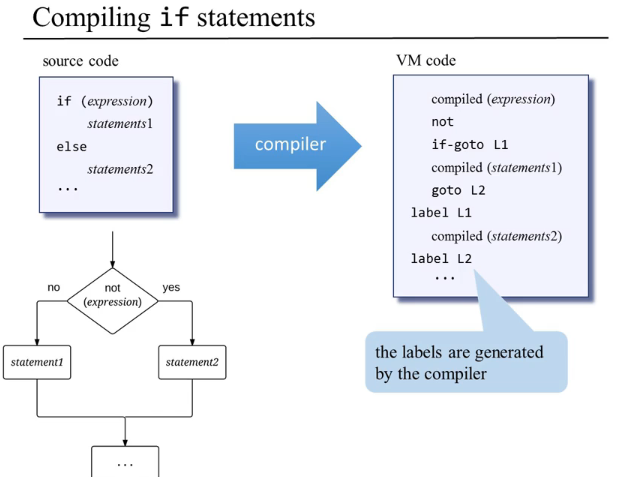 Compiling if statements
source code
if (expression)
statements1
else
statements2
...
compiler
VM code
compiled (expression)
not
if-goto L1
compiled (statements1)
goto L2
label L1
compiled (statements2)
label L2
...
the labels are generated
by the compiler
no
not
(expression)
yes
statement1
statement2
...